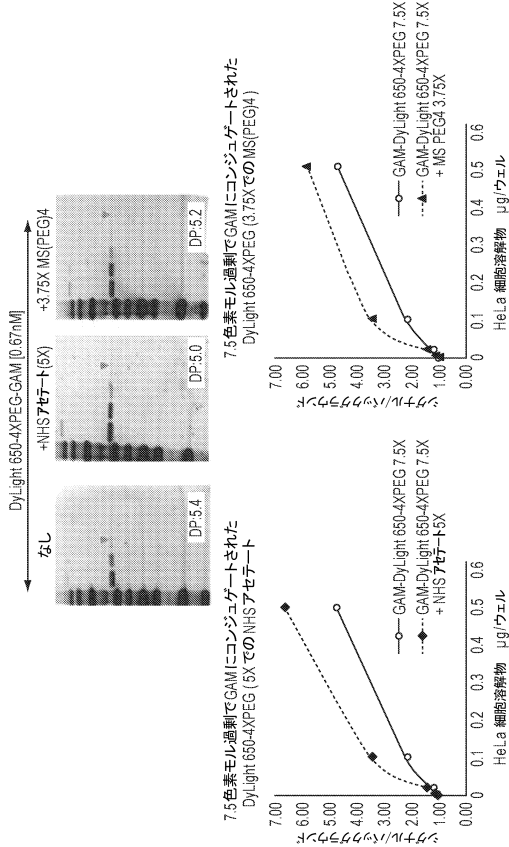 DyLight 650-4XPEG-GAM [0.67nM]
なし
+NHSアセテート(5X)
+3.75X MS(PEG)4
DP:5.4
DP:5.0
DP:5.2
7.5色素モル過剰でGAMにコンジュゲートされた
DyLight 650-4XPEG (5XでのNHSアセテート
シグナル/バックグラウンド
7.00
6.00
5.00
4.00
3.00
2.00
1.00
0.00
0
0.1
0.2
0.3
0.4
0.5
0.6
HeLa 細胞溶解物 μg/ウェル
GAM-DyLight 650-4XPEG 7.5X
GAM-DyLight 650-4XPEG 7.5X
+ NHS アセテート5X
7.5色素モル過剰でGAMにコンジュゲートされた
DyLight 650-4XPEG (3.75XでのMS(PEG)4)
シグナル/バックグラウンド
7.00
6.00
5.00
4.00
3.00
2.00
1.00
0.00
0
0.1
0.2
0.3
0.4
0.5
0.6
HeLa 細胞溶解物 μg/ウェル
GAM-DyLight 650-4XPEG 7.5X
GAM-DyLight 650-4XPEG 7.5X
+ MS PEG4 3.75X